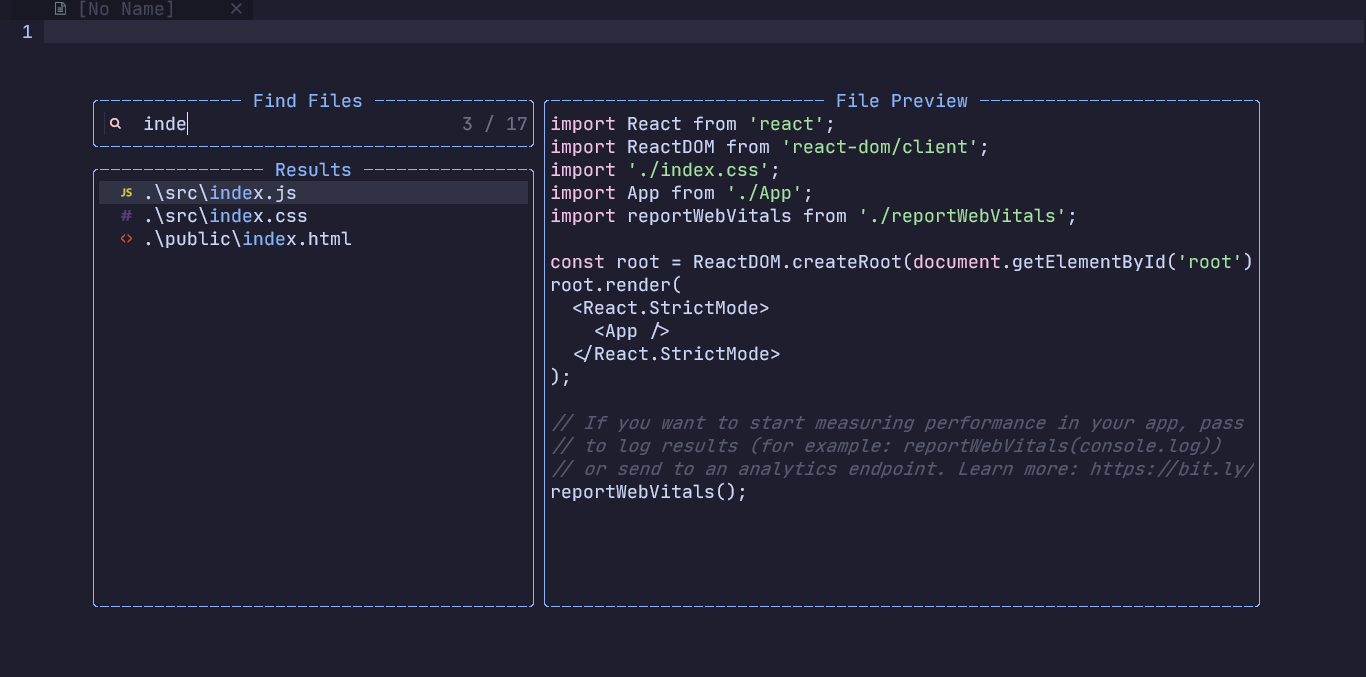 [No Name]
1
Find Files
inde 3 / 17
Results
JS .\src\index.js
# .\src\index.css
<> .\public\index.html
File Preview
import React from 'react';
import ReactDOM from 'react-dom/client';
import './index.css';
import App from './App';
import reportWebVitals from './reportWebVitals';
const root = ReactDOM.createRoot(document.getElementById('root')
root.render(
<React.StrictMode>
<App />
</React.StrictMode>
);
// If you want to start measuring performance in your app, pass
// to log results (for example: reportWebVitals(console.log))
// or send to an analytics endpoint. Learn more: https://bit.ly/
reportWebVitals();